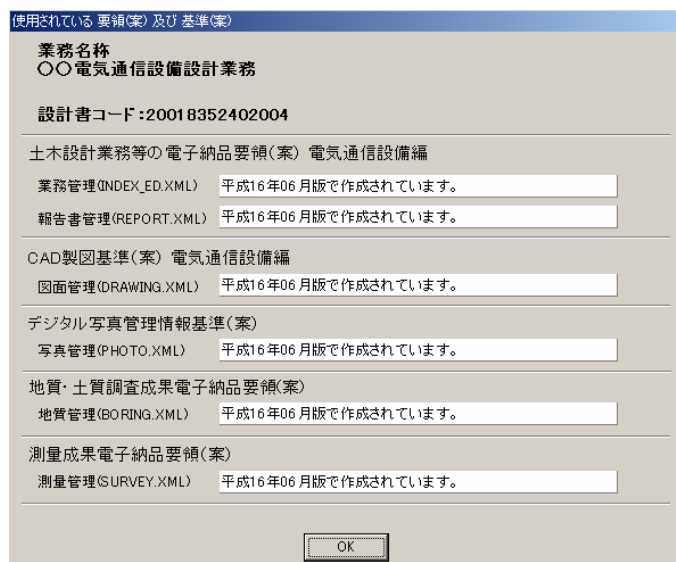 使用されている 要領(案) 及び 基準(案)
業務名称
〇〇電気通信設備設計業務
設計書コード:20018352402004
土木設計業務等の電子納品要領(案) 電気通信設備編
業務管理(INDEX_ED.XML) 平成16年06月版で作成されています。
報告書管理(REPORT.XML) 平成16年06月版で作成されています。
CAD製図基準(案) 電気通信設備編
図面管理(DRAWING.XML) 平成16年06月版で作成されています。
デジタル写真管理情報基準(案)
写真管理(PHOTO.XML) 平成16年06月版で作成されています。
地質・土質調査成果電子納品要領(案)
地質管理(BORING.XML) 平成16年06月版で作成されています。
測量成果電子納品要領(案)
測量管理(SURVEY.XML) 平成16年06月版で作成されています。
OK